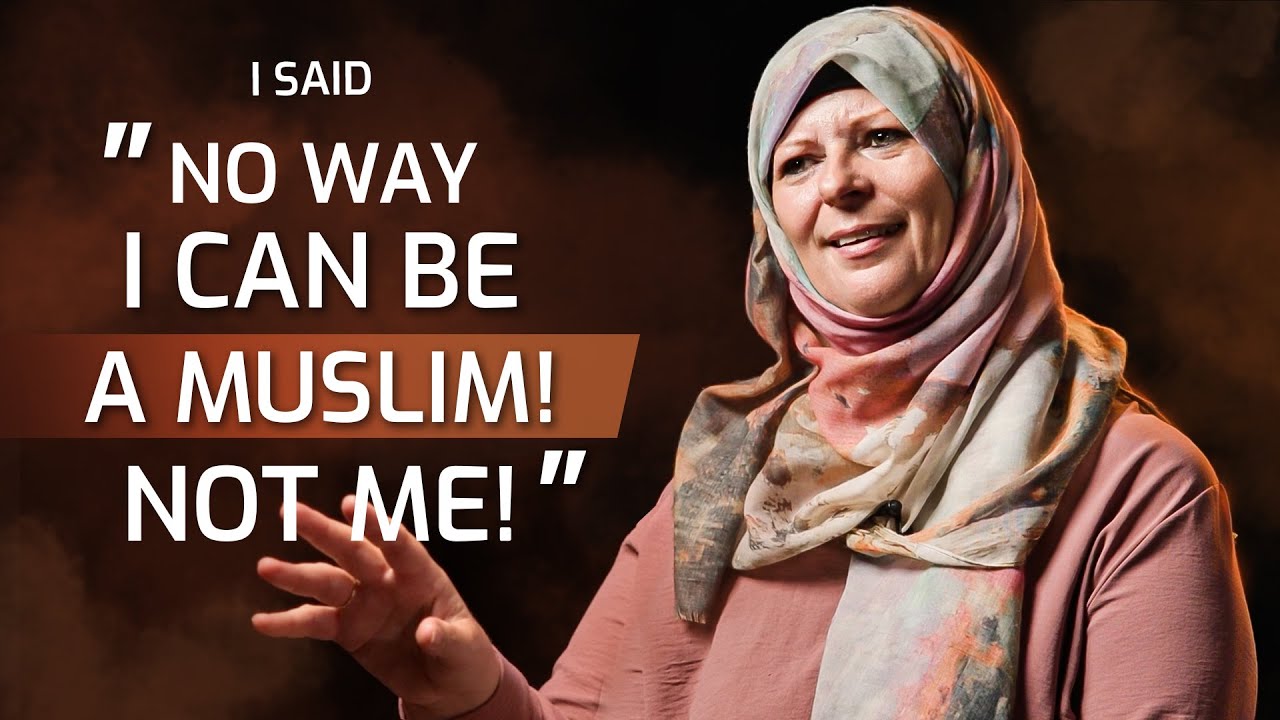 I SAID
" NO WAY
I CAN BE
A MUSLIM!
NOT ME! "